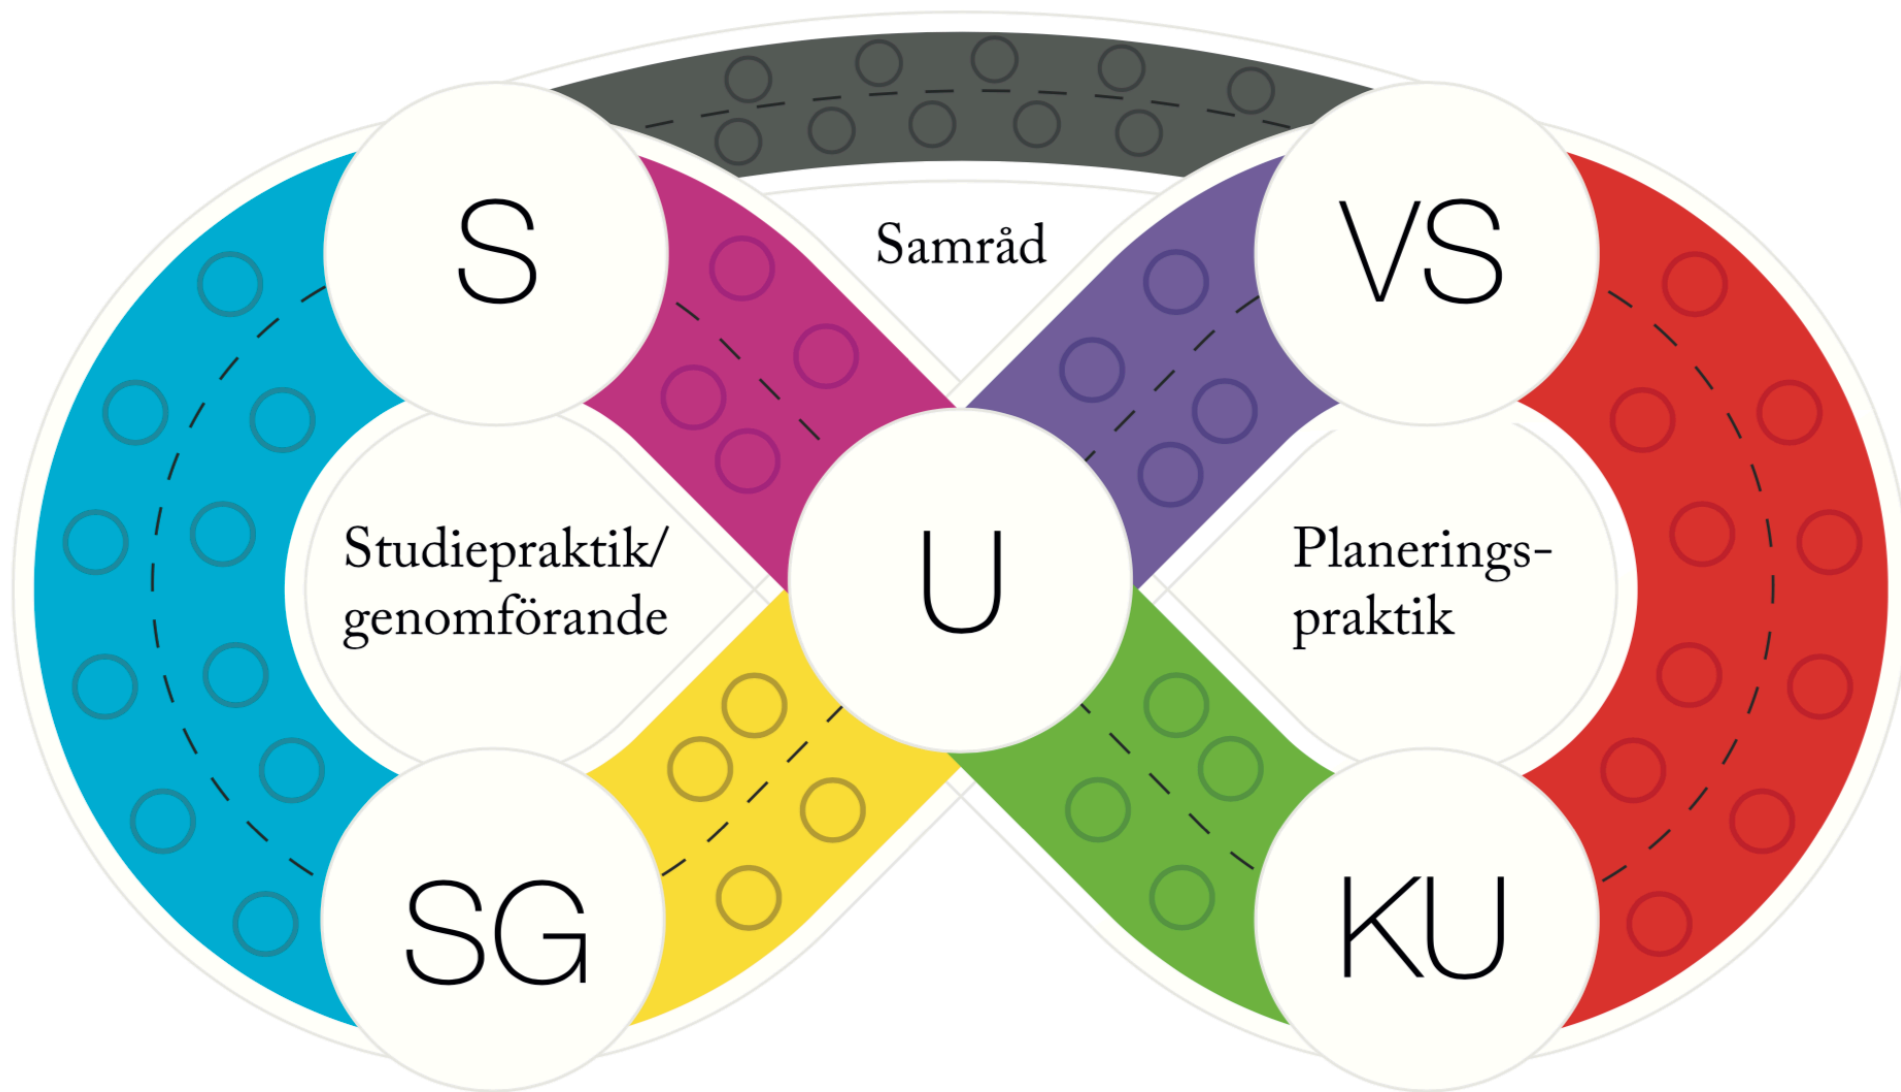 S
VS
Samråd
Studiepraktik/
genomförande
U
Planerings-
praktik
SG
KU